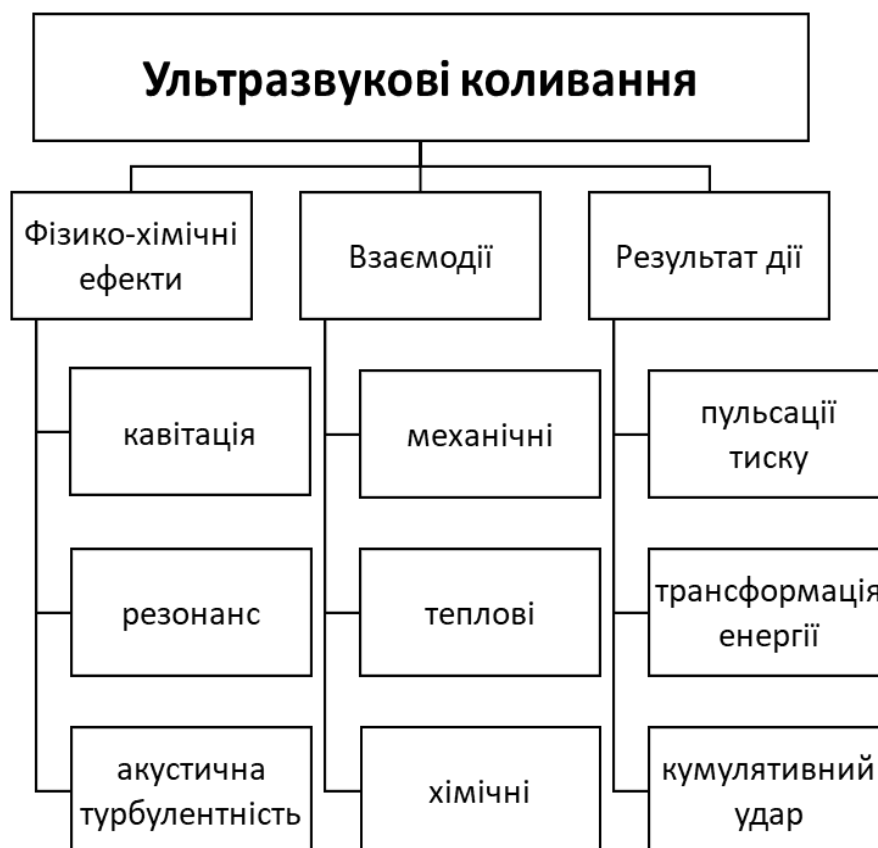 Ультразвукові коливання
Фізико-хімічні
ефекти
кавітація
резонанс
акустична
турбулентність
Взаємодії
механічні
теплові
хімічні
Результат дії
пульсації
тиску
трансформація
енергії
кумулятивний
удар